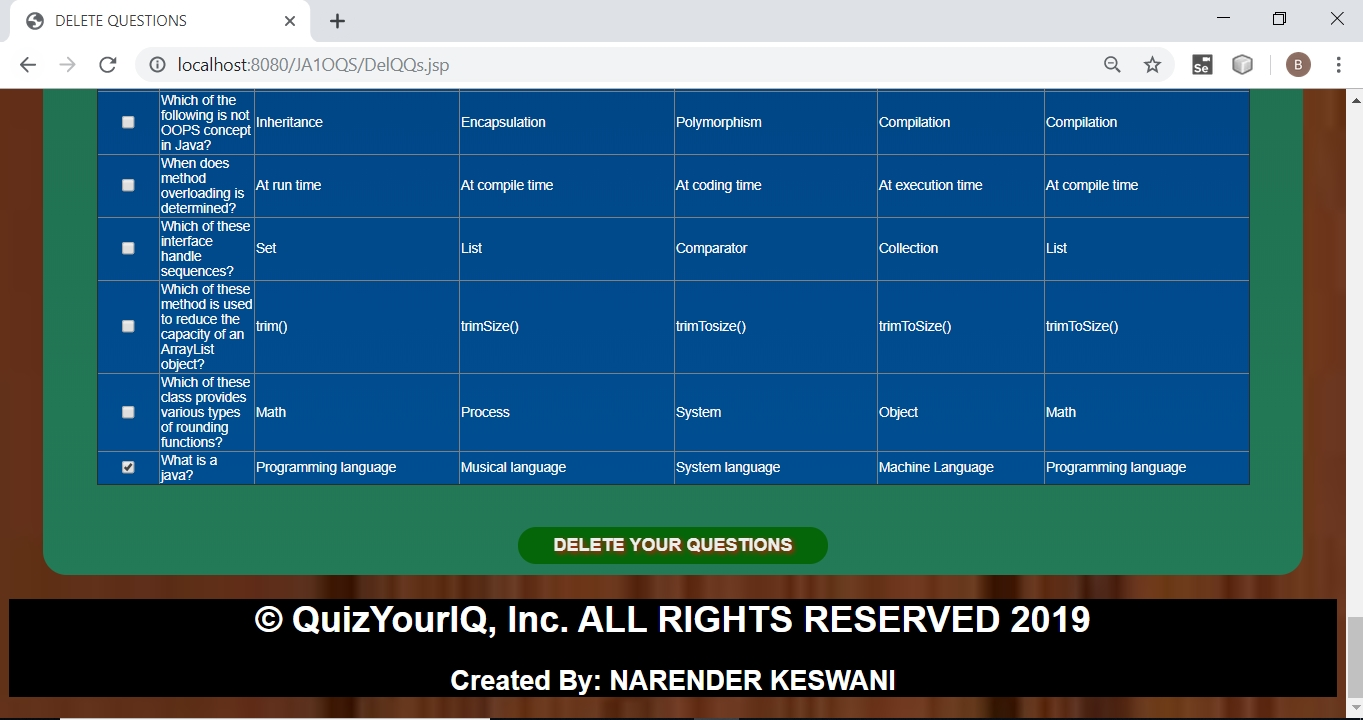 DELETE QUESTIONS
localhost:8080/JA1OQS/DelQQs.jsp
Se
B
Which of the
following is not
OOPS concept
in Java?
Inheritance
Encapsulation
Polymorphism
Compilation
Compilation
When does
method
overloading is
determined?
At run time
At compile time
At coding time
At execution time
At compile time
Which of these
interface
handle
sequences?
Set
List
Comparator
Collection
List
Which of these
method is used
to reduce the
capacity of an
ArrayList
object?
trim()
trimSize()
trimTosize()
trimToSize()
trimToSize()
Which of these
class provides
various types
of rounding
functions?
Math
Process
System
Object
Math
What is a
java?
Programming language
Musical language
System language
Machine Language
Programming language
DELETE YOUR QUESTIONS
© QuizYourIQ, Inc. ALL RIGHTS RESERVED 2019
Created By: NARENDER KESWANI